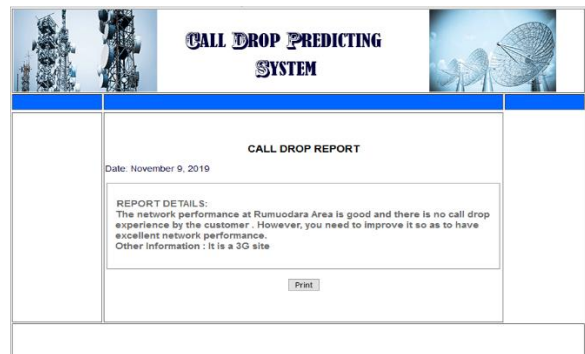 CALL DROP PREDICTING
SYSTEM
CALL DROP REPORT
Date: November 9, 2019
REPORT DETAILS:
The network performance at Rumuodara Area is good and there is no call drop
experience by the customer . However, you need to improve it so as to have
excellent network performance.
Other Information : It is a 3G site
Print